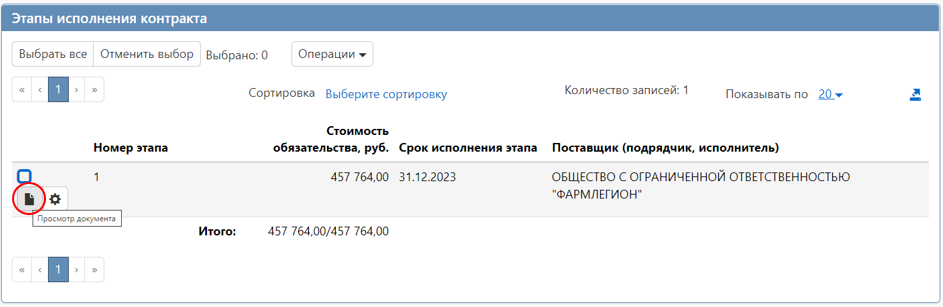 Этапы исполнения контракта
Выбрать все Отменить выбор Выбрано: 0 Операции
« ‹ 1 › » Сортировка Выберите сортировку Количество записей: 1 Показывать по 20
Стоимость
Номер этапа обязательства, руб. Срок исполнения этапа Поставщик (подрядчик, исполнитель)
1 457 764,00 31.12.2023 ОБЩЕСТВО С ОГРАНИЧЕННОЙ ОТВЕТСТВЕННОСТЬЮ
"ФАРМЛЕГИОН"
Просмотр документа
Итого: 457 764,00/457 764,00
« ‹ 1 › »